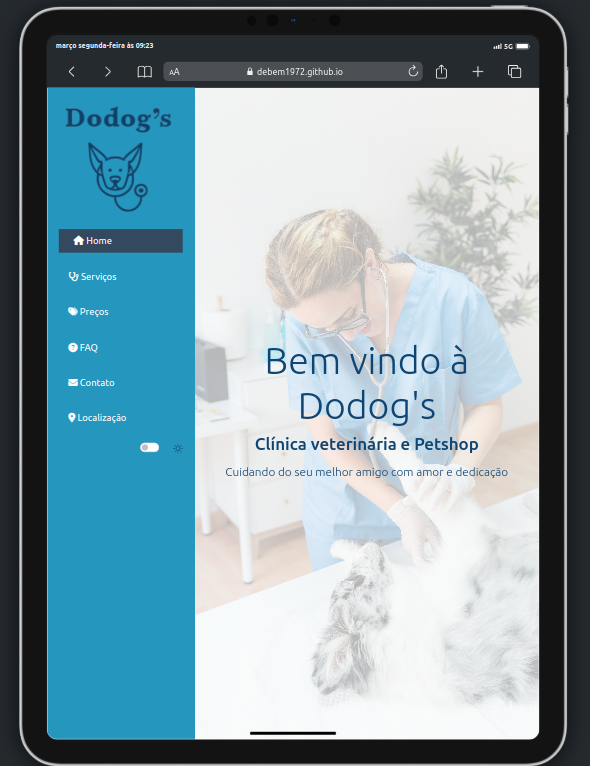 março segunda-feira às 09:23
5G
AA
debem1972.github.io
Dodog's
Home
Serviços
Preços
FAQ
Contato
Localização
Bem vindo à
Dodog's
Clínica veterinária e Petshop
Cuidando do seu melhor amigo com amor e dedicação